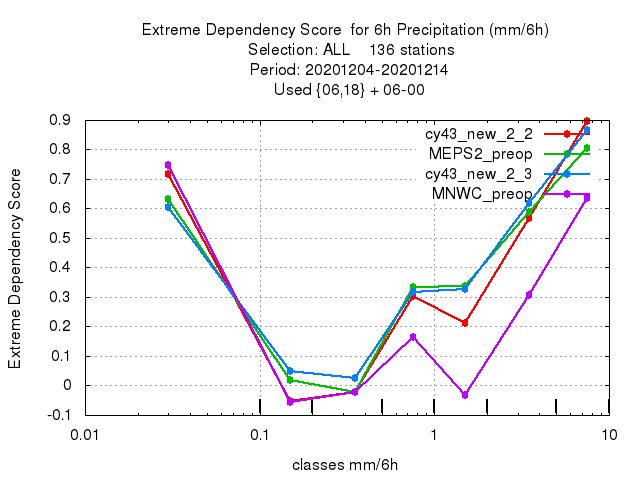 Extreme Dependency Score  for 6h Precipitation (mm/6h)
Selection: ALL    136 stations
Period: 20201204-20201214
Used {06,18} + 06-00
Extreme Dependency Score
0.9
0.8
0.7
0.6
0.5
0.4
0.3
0.2
0.1
0
-0.1
cy43_new_2_2
MEPS2_preop
cy43_new_2_3
MNWC_preop
0.01
0.1
1
10
classes mm/6h